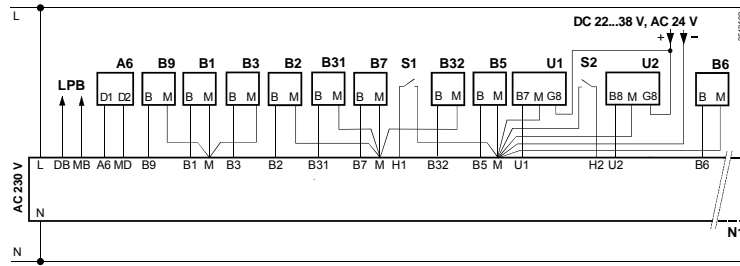 L
DC 22...38 V, AC 24 V
+ –
A6 B9 B1 B3 B2 B31 B7 S1 B32 B5 U1 S2 U2 B6
LPB
D1 D2 B M B M B M B M B M B M B M B M B7 M G8 B8 M G8 B M
L DB MB A6 MD B9 B1 M B3 B2 B31 B7 M H1 B32 B5 M U1 H2 U2 B6
AC 230 V
N
N1
N